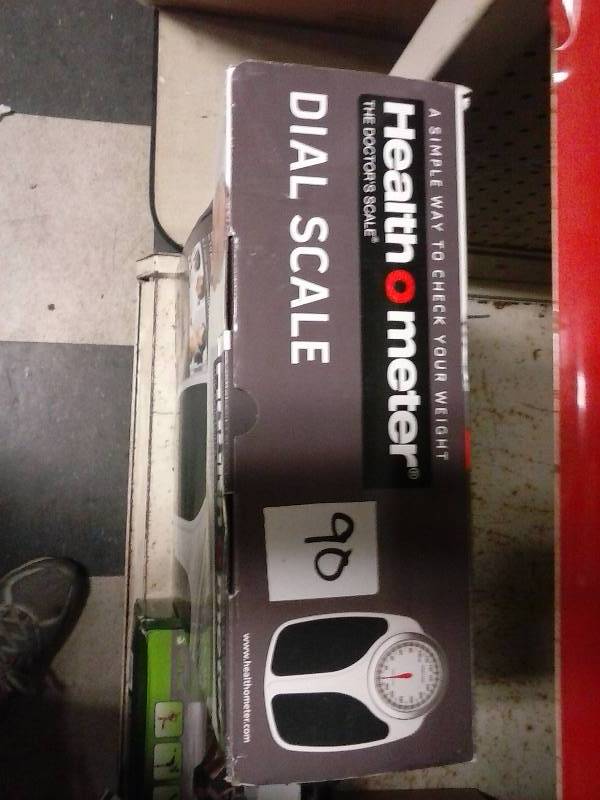 A SIMPLE WAY TO CHECK YOUR WEIGHT
Health o meter®
THE DOCTOR'S SCALE®
DIAL SCALE
90
www.healthometer.com